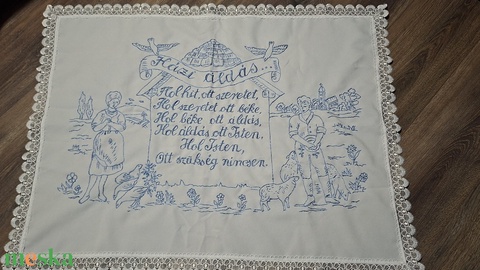 Házi áldás...
Hol hit, ott szeretet,
Hol szeretet ott béke,
Hol béke ott áldás,
Hol áldás ott Isten,
Hol Isten,
Ott szükség nincsen.
meska